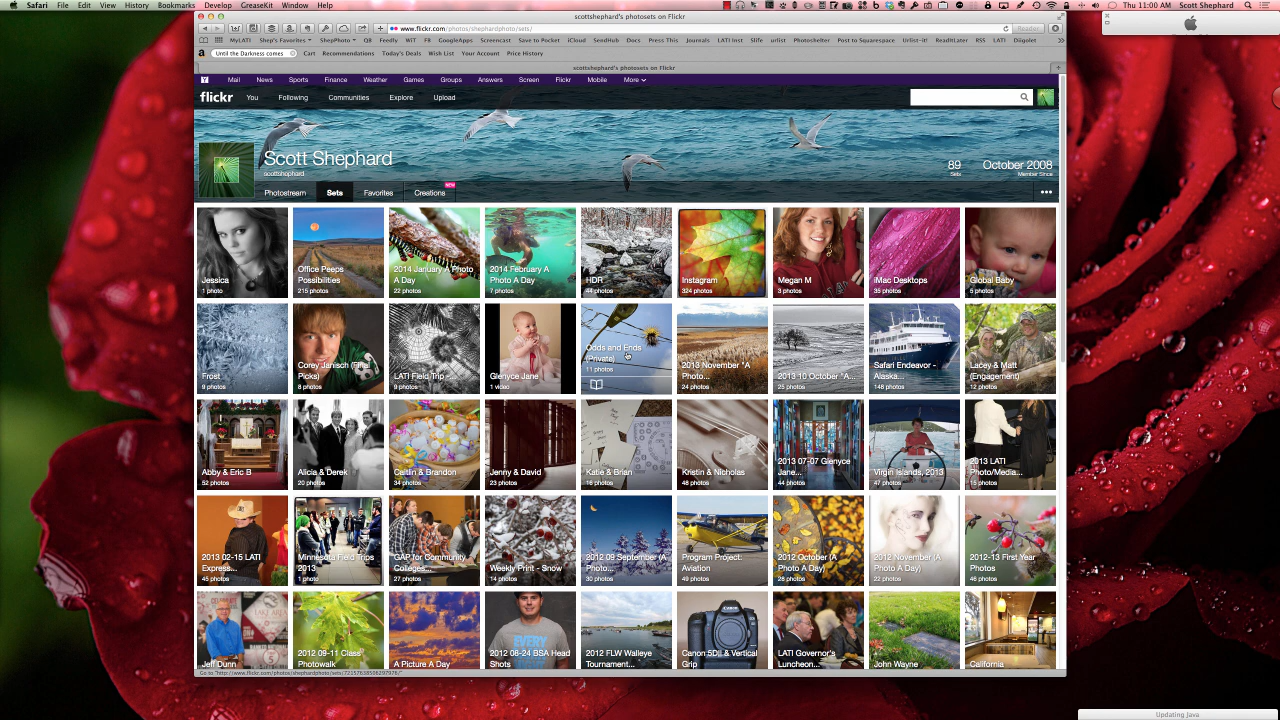 Safari File Edit View History Bookmarks Develop GreaseKit Window Help
Thu 11:00 AM Scott Shephard
scottshephard's photosets on Flickr
www.flickr.com/photos/shephardphoto/sets/
Reader
MyLATI Shep's Favorites ShepPhoto QB Feedly WiT FB GoogleApps Screencast Save to Pocket iCloud SendHub Docs Press This Journals LATI Inst Slife urlist Photoshelter Post to Squarespace Urlist-it! ReadItLater RSS LATI Diigolet
Until the Darkness comes Cart Recommendations Today's Deals Wish List Your Account Price History
scottshephard's photosets on Flickr
Mail News Sports Finance Weather Games Groups Answers Screen Flickr Mobile More
flickr You Following Communities Explore Upload
Scott Shephard
scottshephard
89 Sets
October 2008
Member Since
Photostream Sets Favorites Creations NEW
Jessica
1 photo
Office Peeps Possibilities
215 photos
2014 January A Photo A Day
22 photos
2014 February A Photo A Day
7 photos
HDR
44 photos
Instagram
324 photos
Megan M
3 photos
iMac Desktops
35 photos
Global Baby
5 photos
Frost
9 photos
Corey Janisch (Final Picks)
8 photos
LATI Field Trip
9 photos
Glenyce Jane
1 video
Odds and Ends (Private)
11 photos
2013 November "A Photo...
24 photos
2013 10 October "A...
25 photos
Safari Endeavor - Alaska...
148 photos
Lacey & Matt (Engagement)
12 photos
Abby & Eric B
52 photos
Alicia & Derek
20 photos
Caitlin & Brandon
34 photos
Jenny & David
23 photos
Katie & Brian
16 photos
Kristin & Nicholas
48 photos
2013 07-07 Glenyce Jane...
44 photos
Virgin Islands, 2013
47 photos
2013 LATI Photo/Media...
15 photos
2013 02-15 LATI Express...
45 photos
Minnesota Field Trips 2013
1 photo
GAP for Community Colleges...
27 photos
Weekly Print - Snow
14 photos
2012 09 September (A Photo...
30 photos
Program Project: Aviation
49 photos
2012 October (A Photo A Day)
28 photos
2012 November (A Photo A Day)
22 photos
2012-13 First Year Photos
46 photos
Jeff Dunn
2012 09-11 Class Photowalk
A Picture A Day
EVERY
2012 08-24 BSA Head Shots
2012 FLW Walleye Tournament...
Canon
Canon 5DII & Vertical Grip
LATI Governor's Luncheon...
John Wayne
California
Updating Java